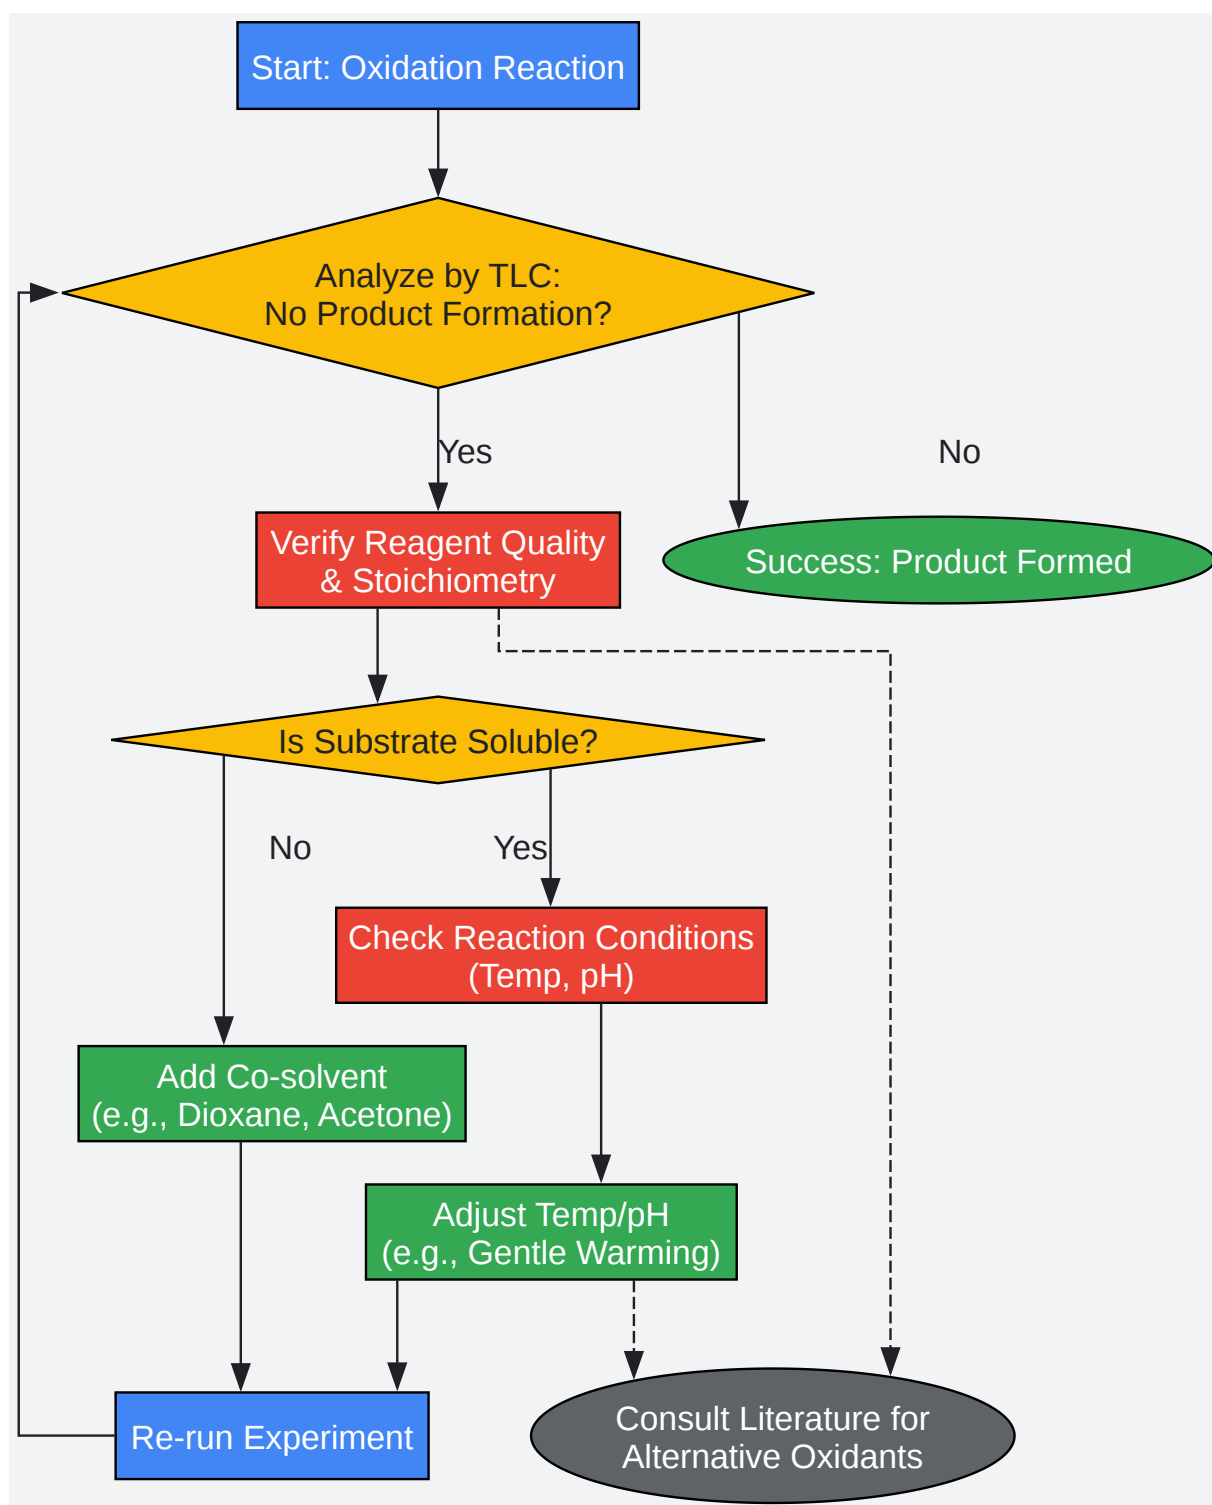 Start: Oxidation Reaction
Analyze by TLC:
No Product Formation?
Yes
No
Verify Reagent Quality
& Stoichiometry
Success: Product Formed
Is Substrate Soluble?
No
Yes
Check Reaction Conditions
(Temp, pH)
Add Co-solvent
(e.g., Dioxane, Acetone)
Adjust Temp/pH
(e.g., Gentle Warming)
Re-run Experiment
Consult Literature for
Alternative Oxidants